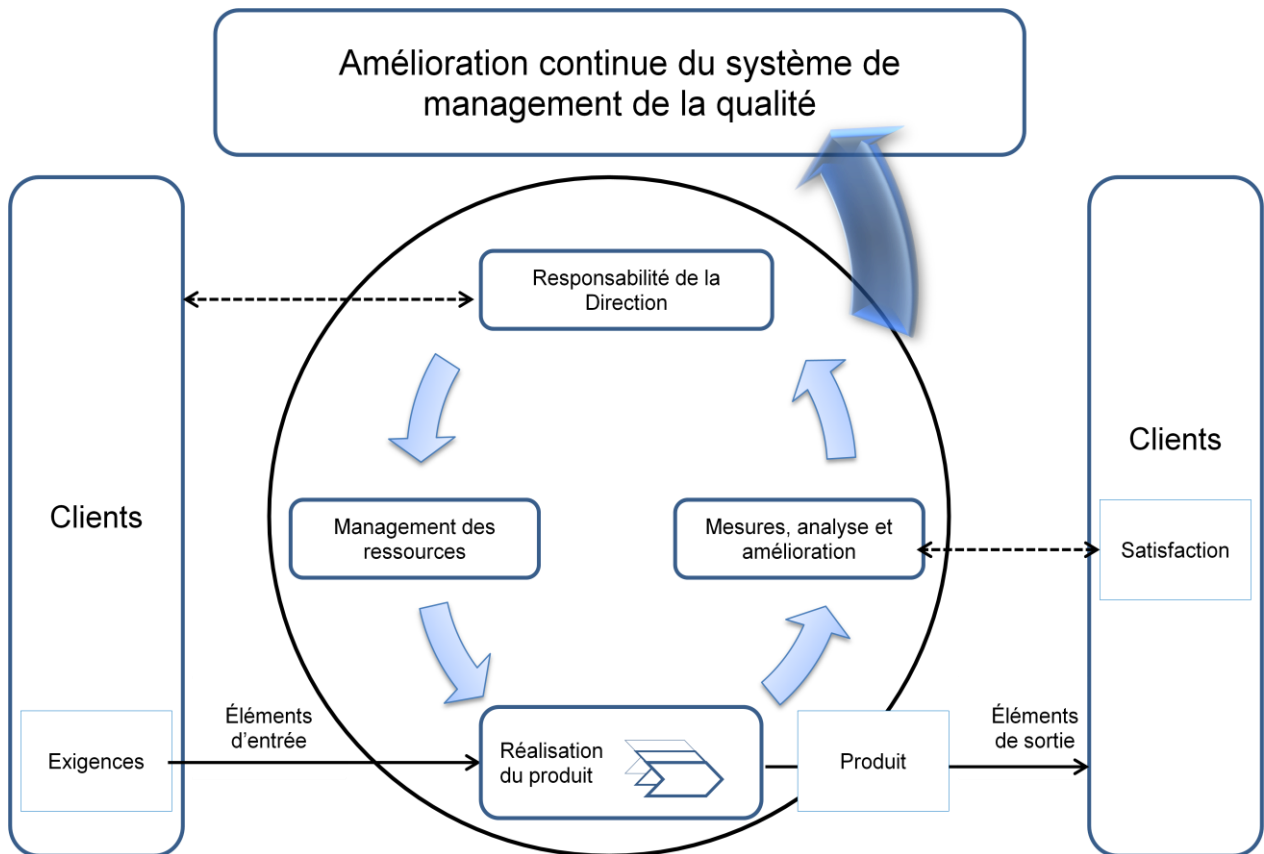 Amélioration continue du système de
management de la qualité
Responsabilité de la
Direction
Clients
Clients
Management des
ressources
Mesures, analyse et
amélioration
Satisfaction
Éléments
d’entrée
Éléments
de sortie
Exigences
Réalisation
du produit
Produit